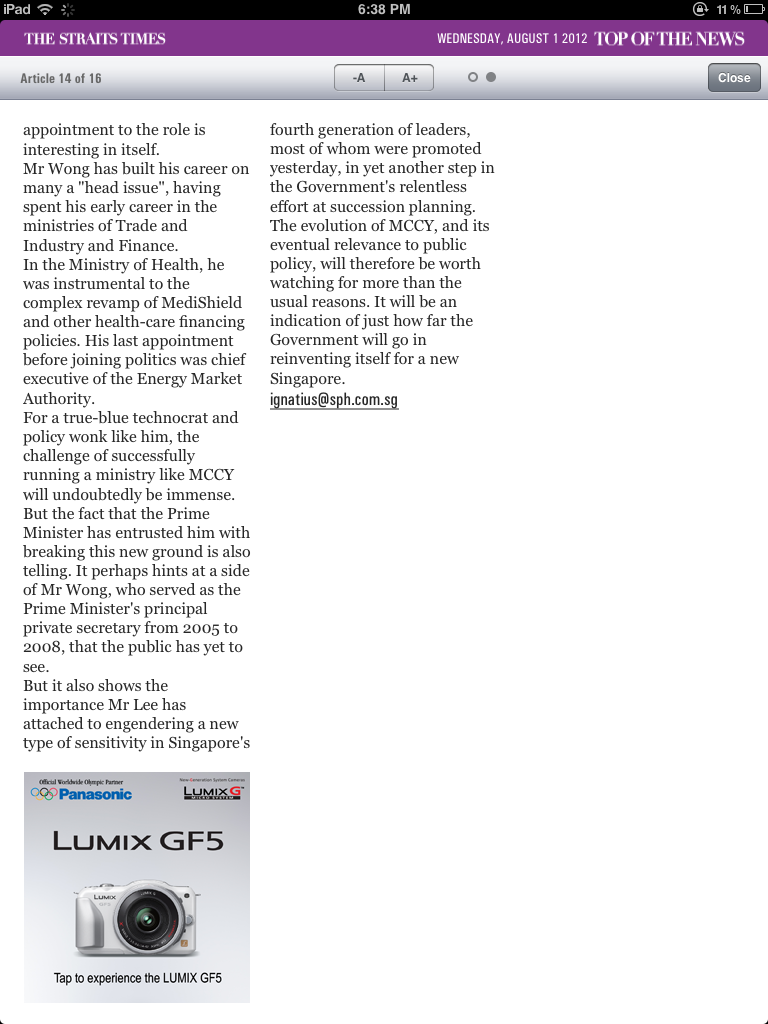 iPad
6:38 PM
11 %
THE STRAITS TIMES
WEDNESDAY, AUGUST 1 2012 TOP OF THE NEWS
Article 14 of 16
-A
A+
Close
appointment to the role is
interesting in itself.
Mr Wong has built his career on
many a "head issue", having
spent his early career in the
ministries of Trade and
Industry and Finance.
In the Ministry of Health, he
was instrumental to the
complex revamp of MediShield
and other health-care financing
policies. His last appointment
before joining politics was chief
executive of the Energy Market
Authority.
For a true-blue technocrat and
policy wonk like him, the
challenge of successfully
running a ministry like MCCY
will undoubtedly be immense.
But the fact that the Prime
Minister has entrusted him with
breaking this new ground is also
telling. It perhaps hints at a side
of Mr Wong, who served as the
Prime Minister's principal
private secretary from 2005 to
2008, that the public has yet to
see.
But it also shows the
importance Mr Lee has
attached to engendering a new
type of sensitivity in Singapore's
fourth generation of leaders,
most of whom were promoted
yesterday, in yet another step in
the Government's relentless
effort at succession planning.
The evolution of MCCY, and its
eventual relevance to public
policy, will therefore be worth
watching for more than the
usual reasons. It will be an
indication of just how far the
Government will go in
reinventing itself for a new
Singapore.
ignatius@sph.com.sg
Official Worldwide Olympic Partner
Panasonic
New-Generation System Cameras
LUMIX G
MICRO SYSTEM
LUMIX GF5
LUMIX
GF5
Tap to experience the LUMIX GF5